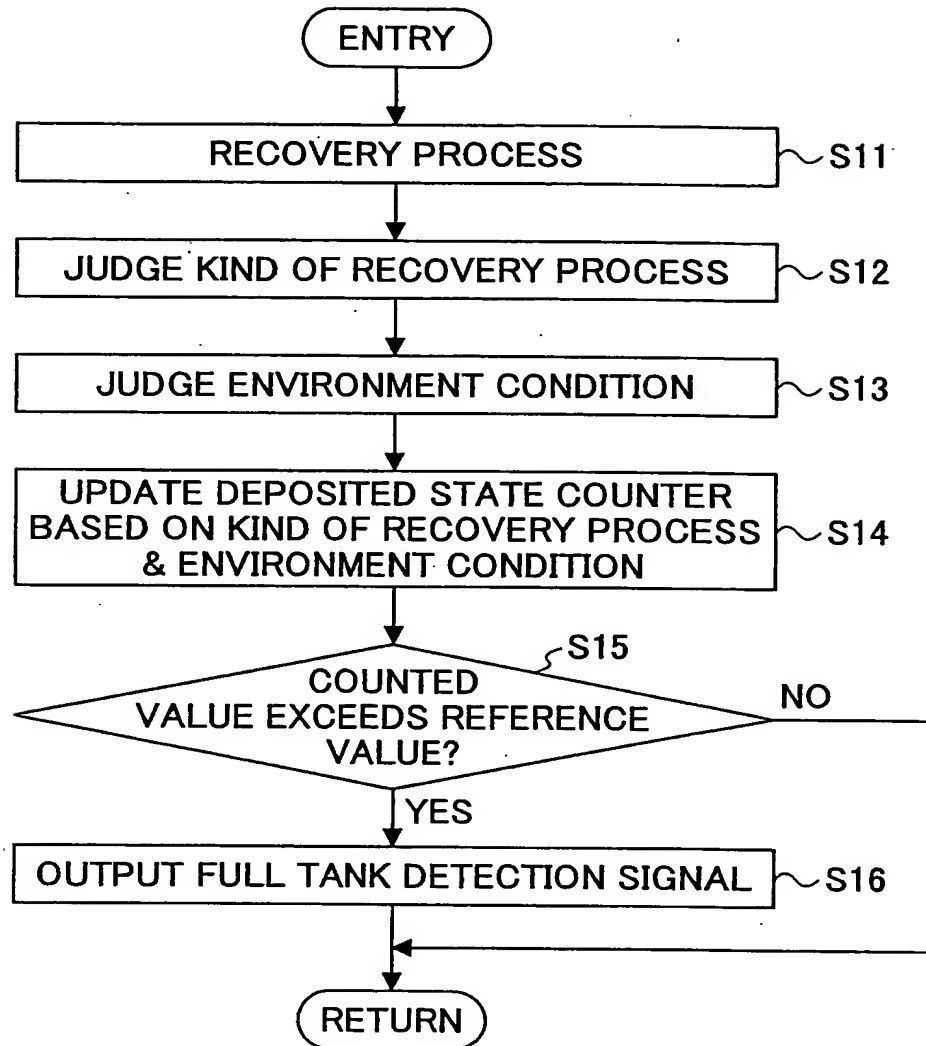 ENTRY
RECOVERY PROCESS
S11
JUDGE KIND OF RECOVERY PROCESS
S12
JUDGE ENVIRONMENT CONDITION
S13
UPDATE DEPOSITED STATE COUNTER
BASED ON KIND OF RECOVERY PROCESS
& ENVIRONMENT CONDITION
S14
S15
COUNTED
VALUE EXCEEDS REFERENCE
VALUE?
NO
YES
OUTPUT FULL TANK DETECTION SIGNAL
S16
RETURN